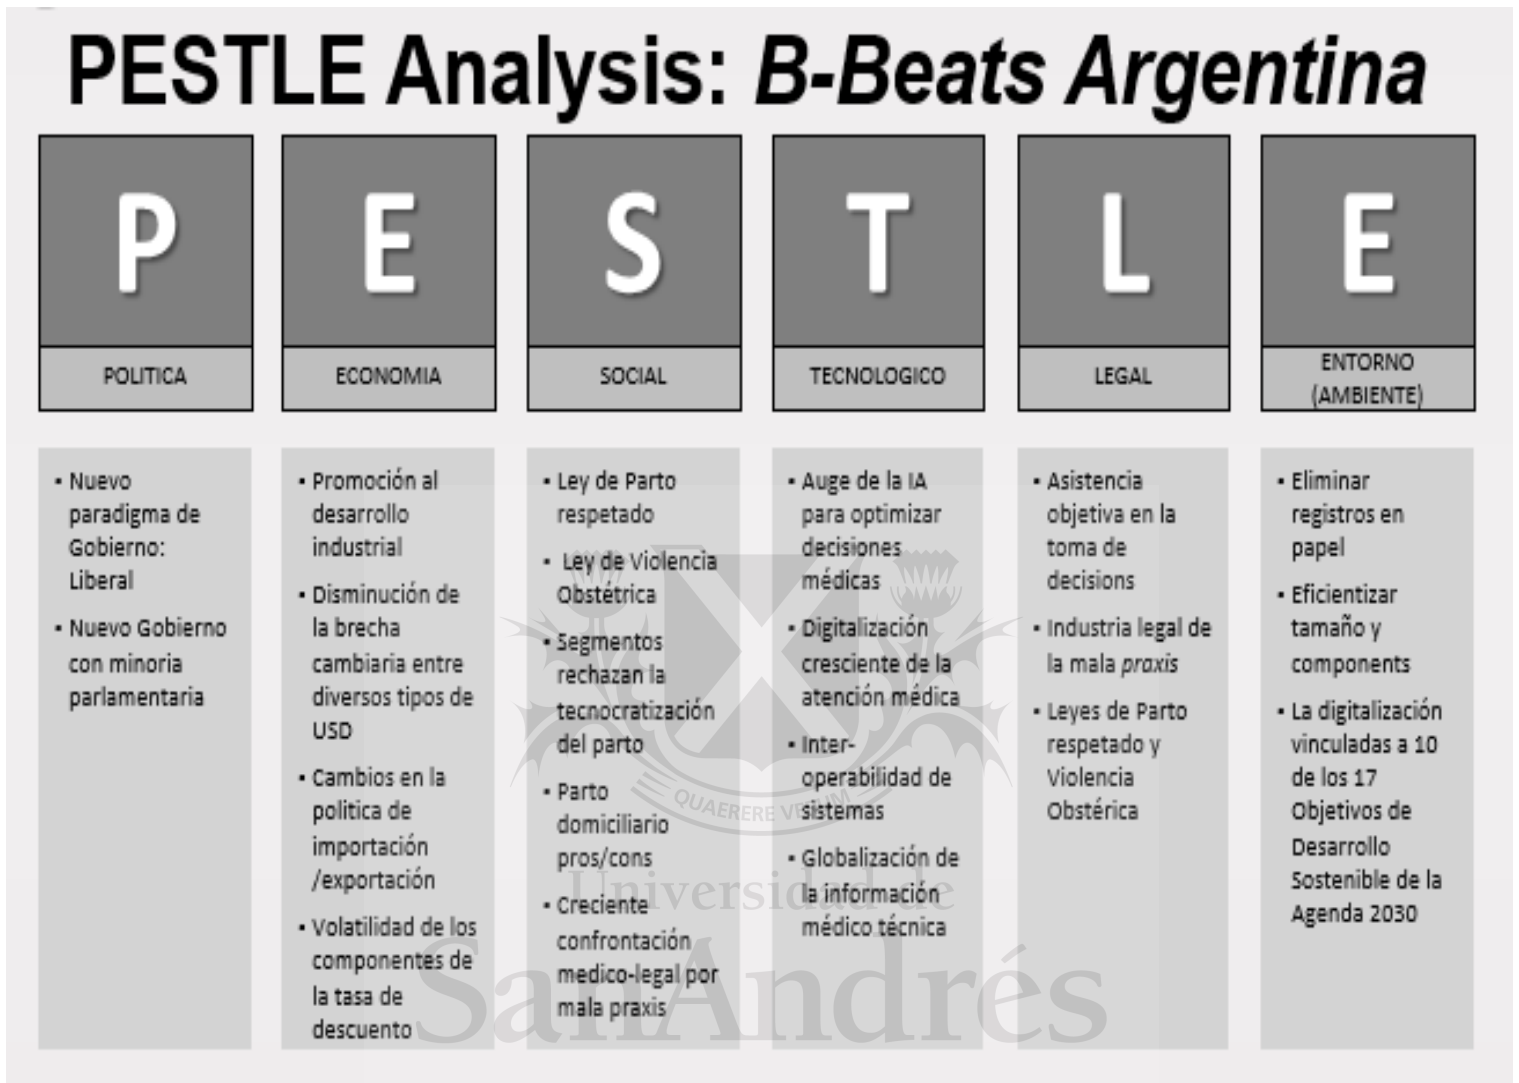 PESTLE Analysis: B-Beats Argentina
P
POLITICA
▪ Nuevo
paradigma de
Gobierno:
Liberal
▪ Nuevo Gobierno
con minoria
parlamentaria
E
ECONOMIA
▪ Promoción al
desarrollo
industrial
▪ Disminución de
la brecha
cambiaria entre
diversos tipos de
USD
▪ Cambios en la
politica de
importación
/exportación
▪ Volatilidad de los
componentes de
la tasa de
descuento
S
SOCIAL
▪ Ley de Parto
respetado
▪ Ley de Violencia
Obstétrica
▪ Segmentos
rechazan la
tecnocratización
del parto
▪ Parto
domiciliario
pros/cons
▪ Creciente
confrontación
medico-legal por
mala praxis
T
TECNOLOGICO
▪ Auge de la IA
para optimizar
decisiones
médicas
▪ Digitalización
cresciente de la
atención médica
▪ Inter-
operabilidad de
sistemas
▪ Globalización de
la información
médico técnica
L
LEGAL
▪ Asistencia
objetiva en la
toma de
decisions
▪ Industria legal de
la mala praxis
▪ Leyes de Parto
respetado y
Violencia
Obstérica
E
ENTORNO
(AMBIENTE)
▪ Eliminar
registros en
papel
▪ Eficientizar
tamaño y
components
▪ La digitalización
vinculadas a 10
de los 17
Objetivos de
Desarrollo
Sostenible de la
Agenda 2030
QUAERERE VERUM
Universidad de
SanAndrés